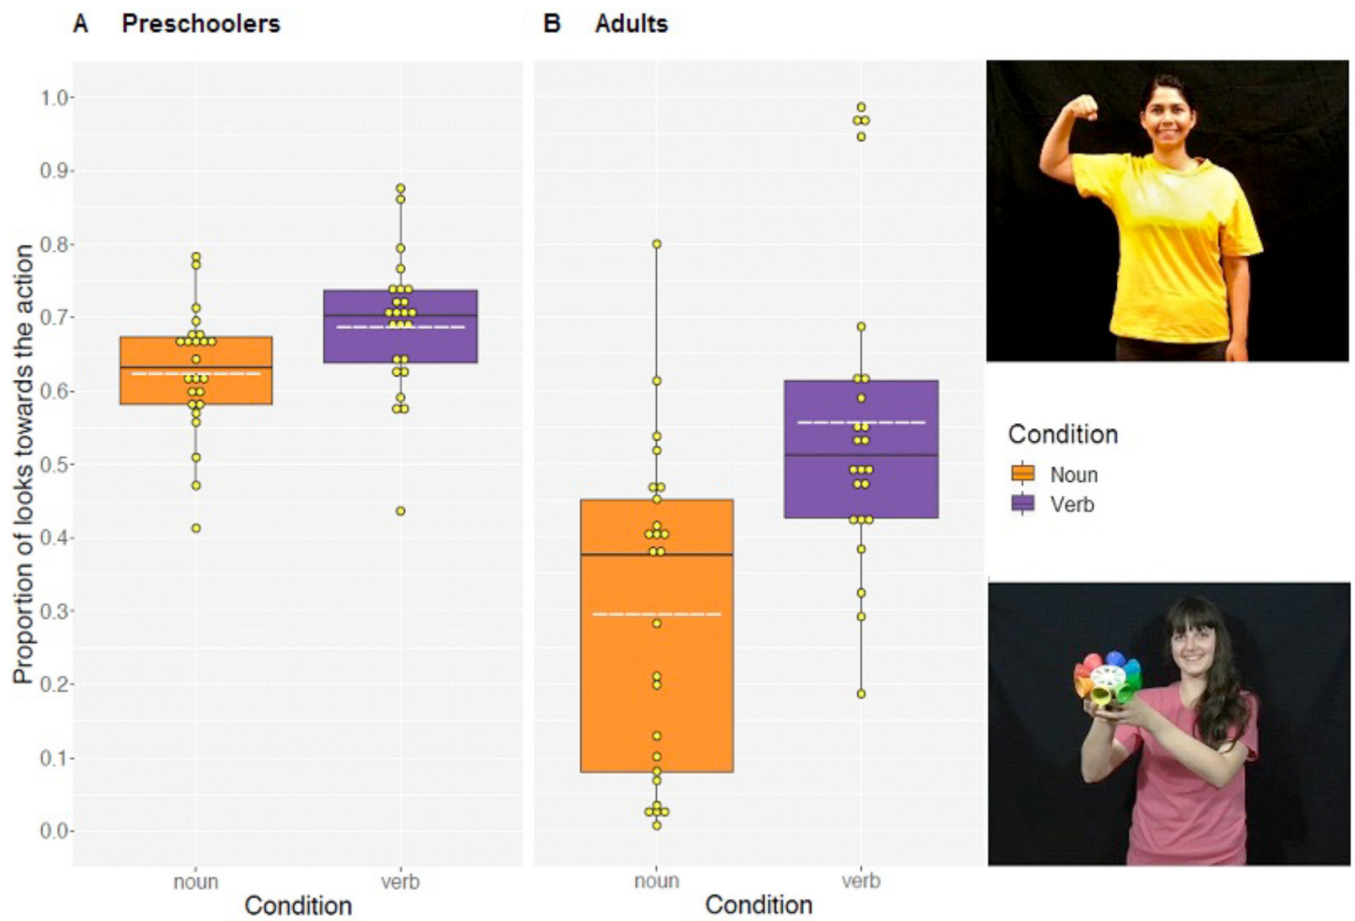 A Preschoolers
B Adults
Proportion of looks towards the action
1.0
0.9
0.8
0.7
0.6
0.5
0.4
0.3
0.2
0.1
0.0
noun verb
Condition
noun verb
Condition
Condition
Noun
Verb